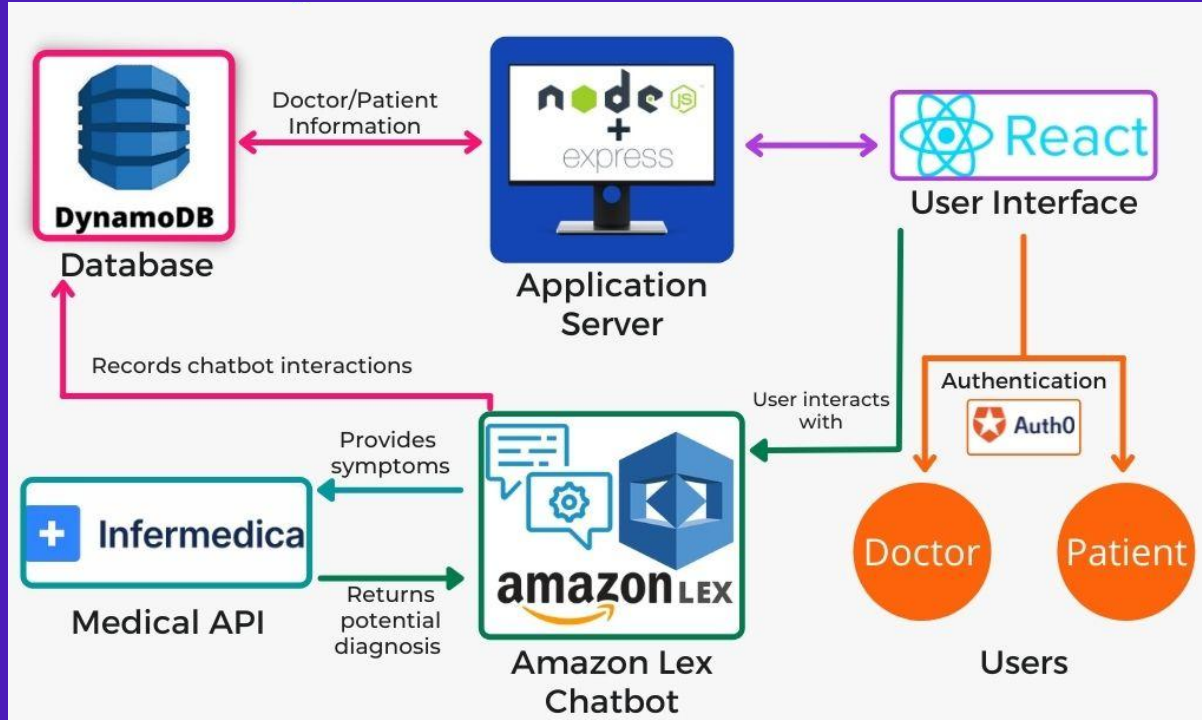 DynamoDB
Database
Doctor/Patient
Information
node
JS
+
express
Application
Server
React
User Interface
Records chatbot interactions
User interacts
with
Authentication
Auth0
Provides
symptoms
Infermedica
Medical API
Returns
potential
diagnosis
amazon LEX
Amazon Lex
Chatbot
Doctor
Patient
Users